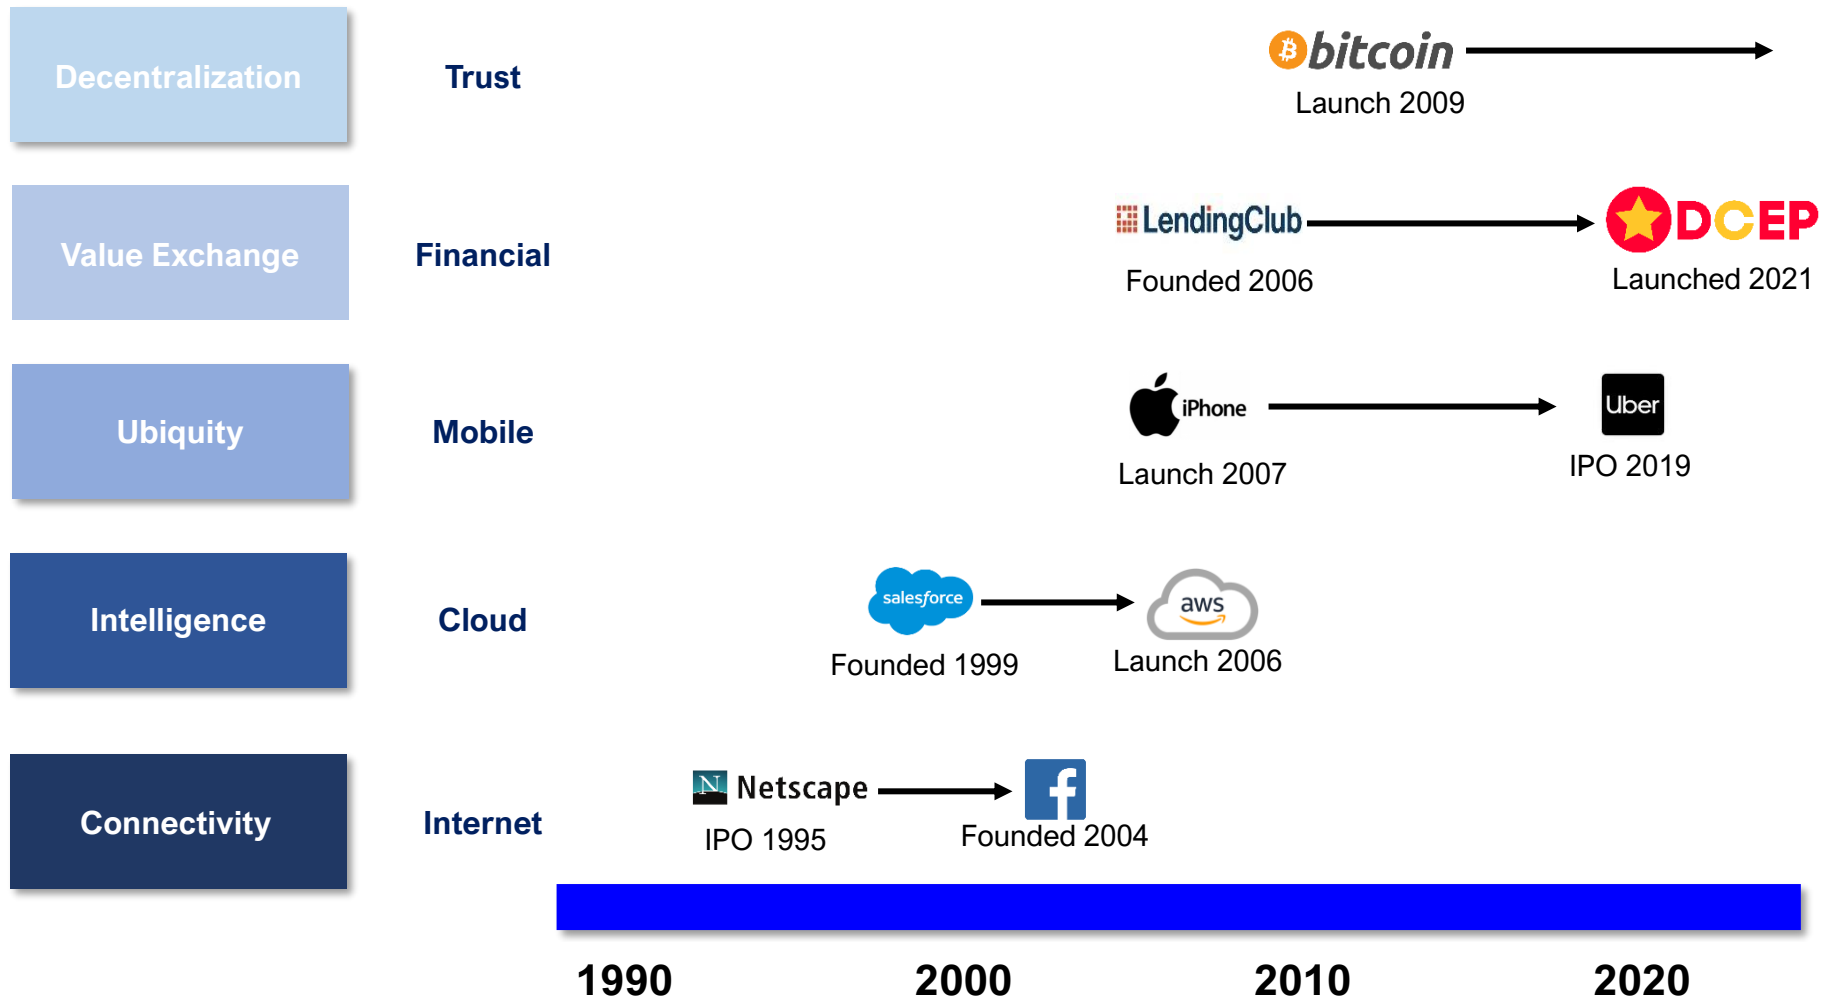 Decentralization
Trust
bitcoin
Launch 2009
Value Exchange
Financial
LendingClub
DCEP
Founded 2006
Launched 2021
Ubiquity
Mobile
iPhone
Uber
Launch 2007
IPO 2019
Intelligence
Cloud
salesforce
aws
Founded 1999
Launch 2006
Connectivity
Internet
N Netscape
f
IPO 1995
Founded 2004
1990
2000
2010
2020